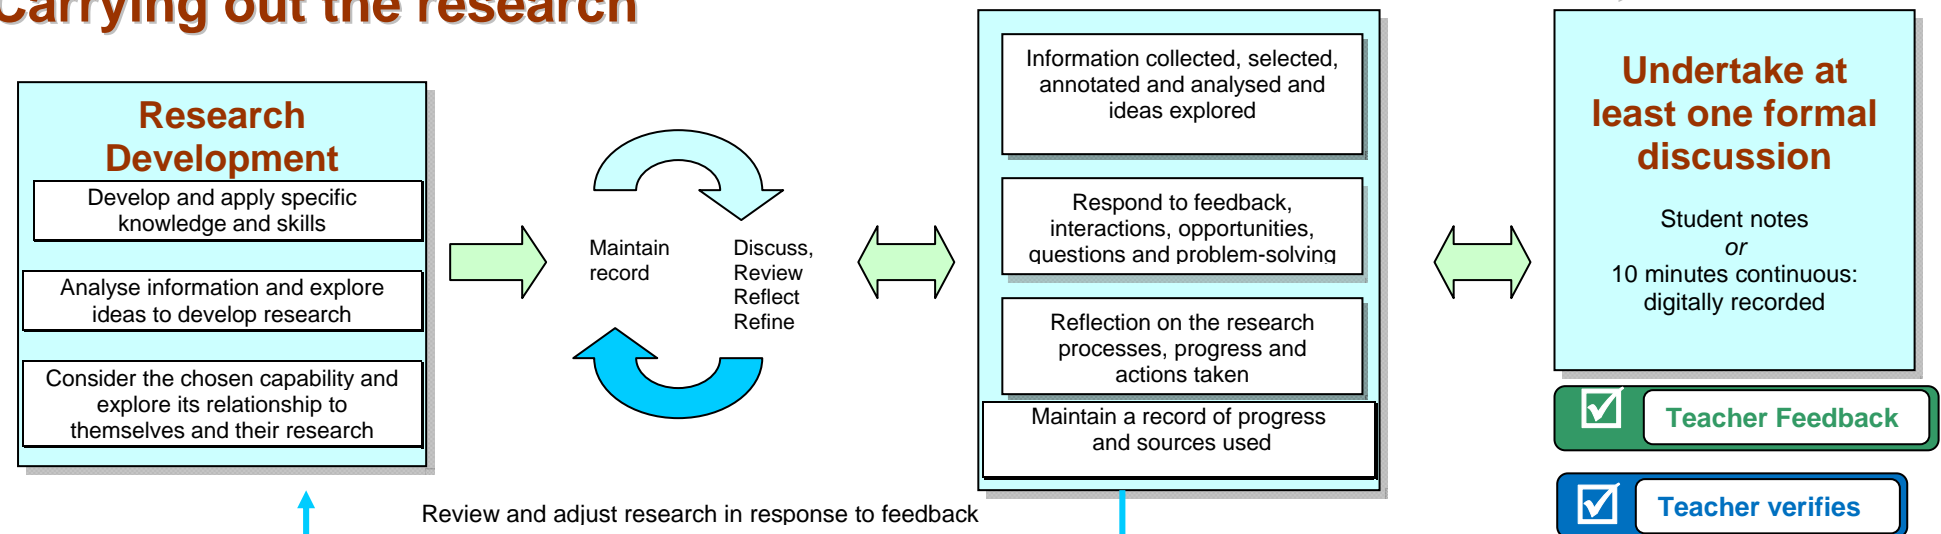 Carrying out the research
Research
Development
Develop and apply specific
knowledge and skills
Analyse information and explore
ideas to develop research
Consider the chosen capability and
explore its relationship to
themselves and their research
Maintain
record
Discuss,
Review
Reflect
Refine
Information collected, selected,
annotated and analysed and
ideas explored
Respond to feedback,
interactions, opportunities,
questions and problem-solving
Reflection on the research
processes, progress and
actions taken
Maintain a record of progress
and sources used
Undertake at
least one formal
discussion
Student notes
or
10 minutes continuous:
digitally recorded
Teacher Feedback
Teacher verifies
Review and adjust research in response to feedback